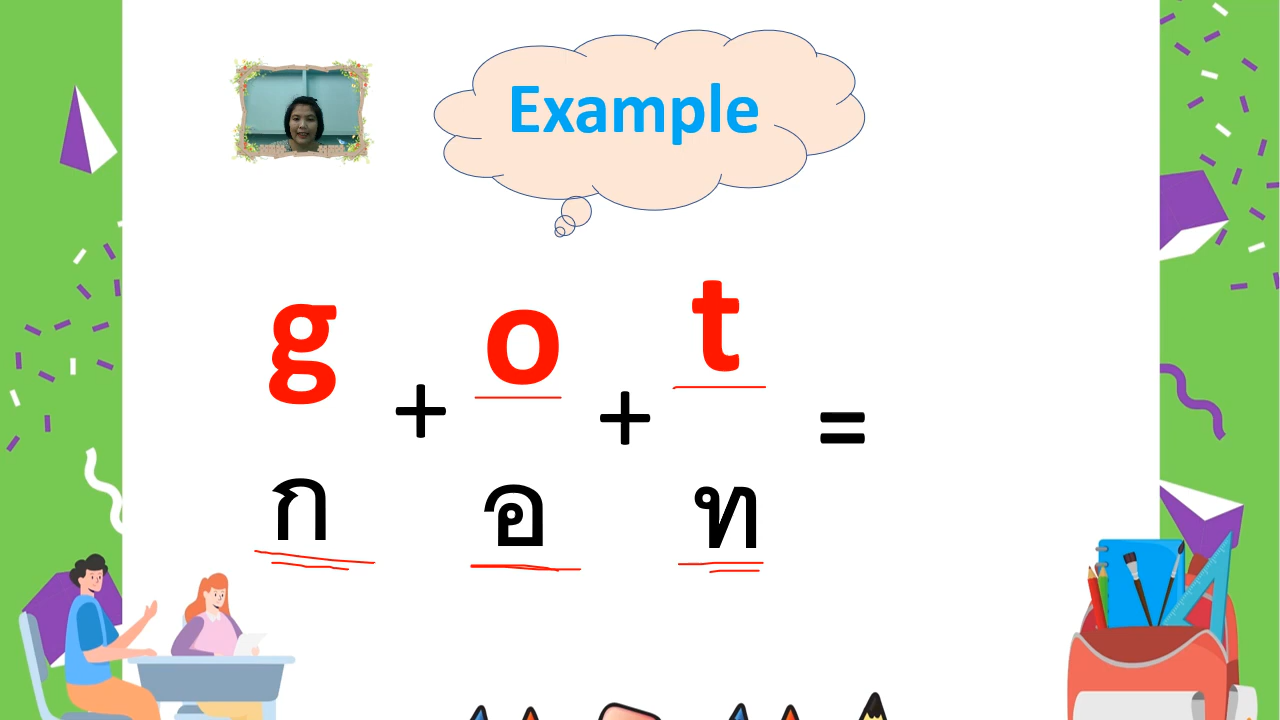 Example
g + o + t =
ก อ ท